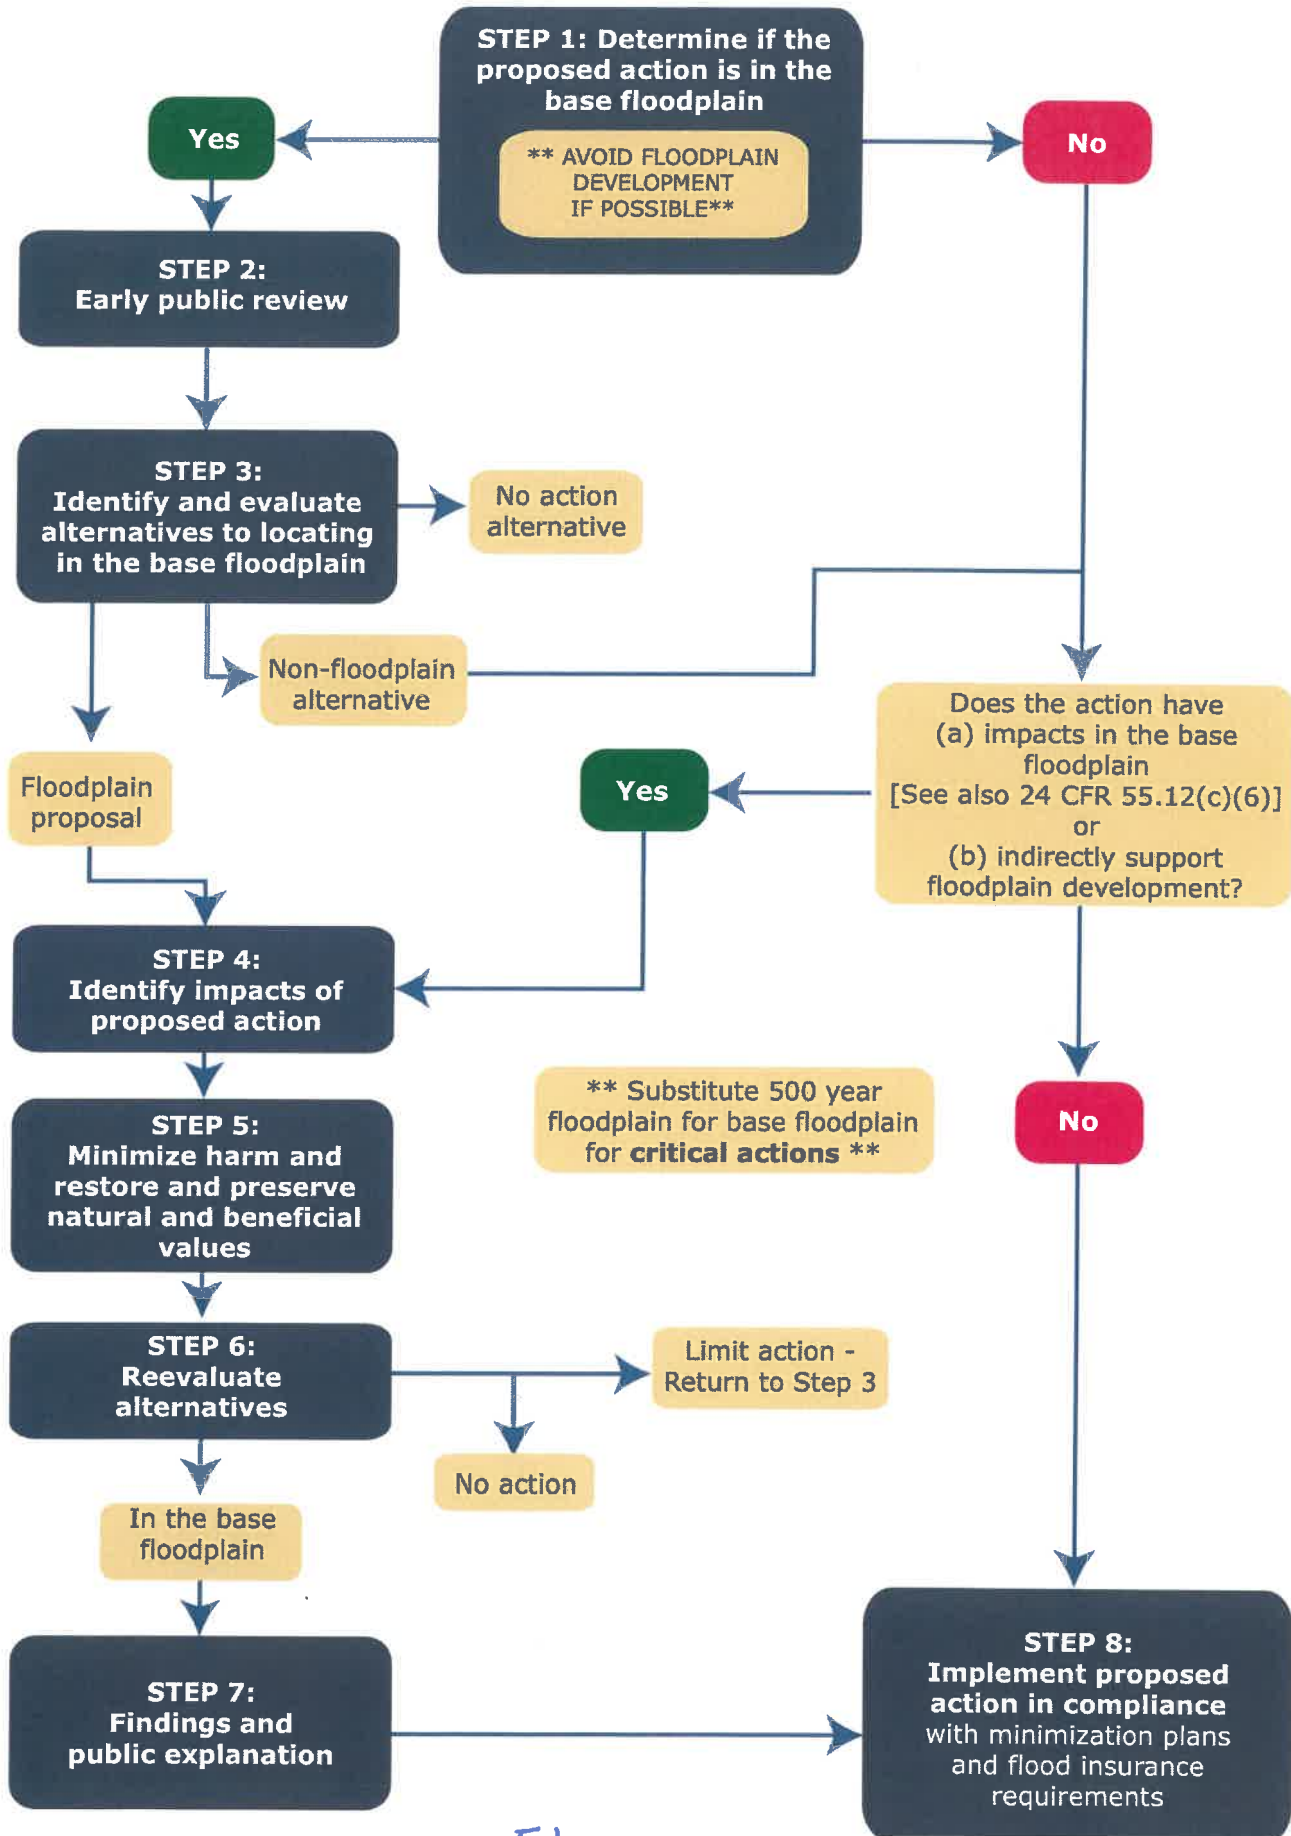 STEP 1: Determine if the
proposed action is in the
base floodplain
** AVOID FLOODPLAIN
DEVELOPMENT
IF POSSIBLE**
Yes
No
STEP 2:
Early public review
STEP 3:
Identify and evaluate
alternatives to locating
in the base floodplain
No action
alternative
Non-floodplain
alternative
Floodplain
proposal
Does the action have
(a) impacts in the base
floodplain
[See also 24 CFR 55.12(c)(6)]
or
(b) indirectly support
floodplain development?
Yes
STEP 4:
Identify impacts of
proposed action
** Substitute 500 year
floodplain for base floodplain
for critical actions **
No
STEP 5:
Minimize harm and
restore and preserve
natural and beneficial
values
STEP 6:
Reevaluate
alternatives
Limit action -
Return to Step 3
No action
In the base
floodplain
STEP 7:
Findings and
public explanation
STEP 8:
Implement proposed
action in compliance
with minimization plans
and flood insurance
requirements